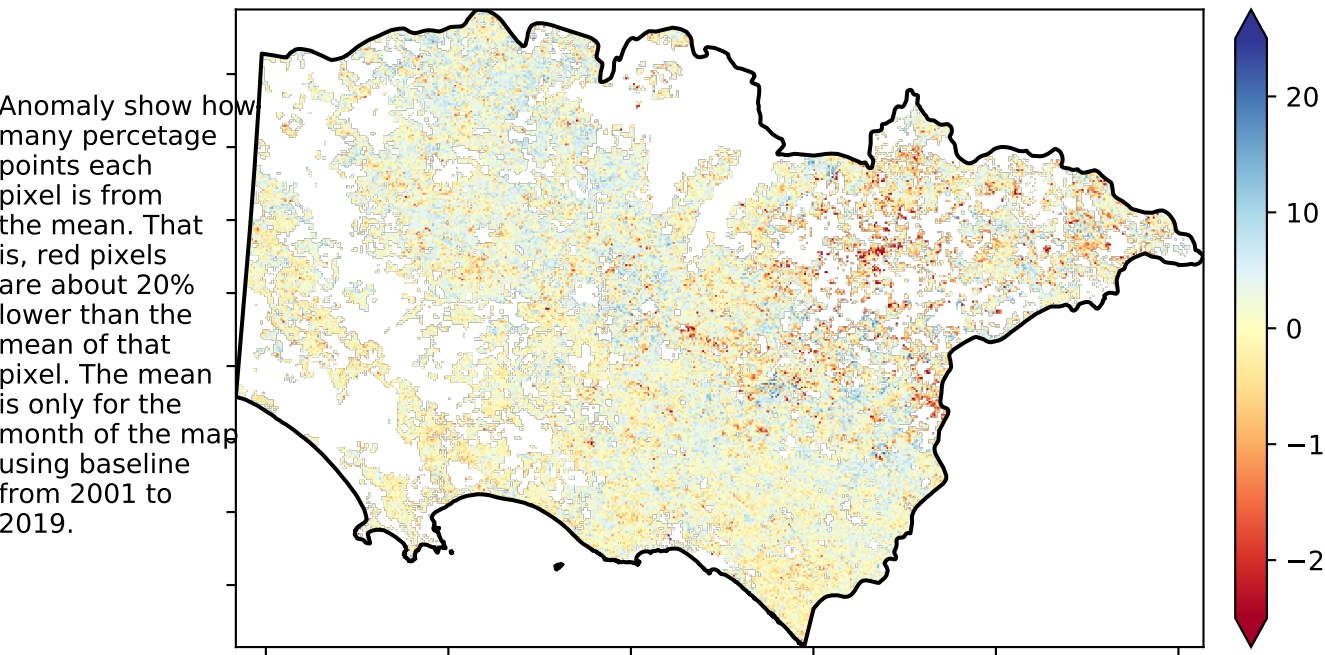 Anomaly show how
many percetage
points each
pixel is from
the mean. That
is, red pixels
are about 20%
lower than the
mean of that
pixel. The mean
is only for the
month of the map
using baseline
from 2001 to
2019.
20
10
0
−1
−2